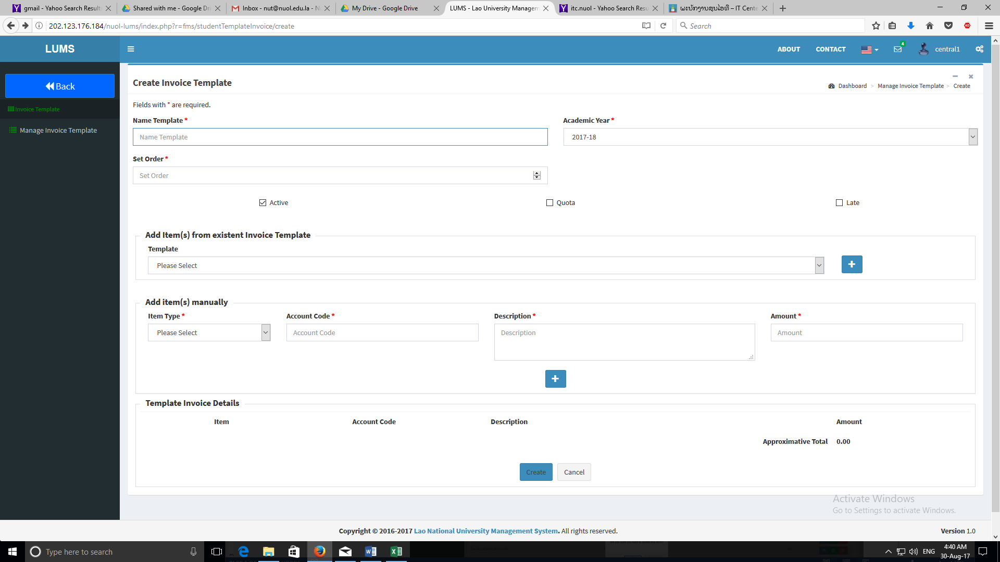 gmail - Yahoo Search Result
Shared with me - Google Dri
Inbox - nut@nuol.edu.la - N
My Drive - Google Drive
LUMS - Lao University Managem
itc.nuol - Yahoo Search Resu
ພະນັກງານສູນໄອທີ – IT Cente
202.123.176.184/nuol-lums/index.php?r=fms/studentTemplateInvoice/create
Search
LUMS
ABOUT
CONTACT
4
central1
Back
Invoice Template
Manage Invoice Template
Create Invoice Template
Dashboard > Manage Invoice Template > Create
Fields with * are required.
Name Template *
Academic Year *
Name Template
2017-18
Set Order *
Set Order
Active
Quota
Late
Add Item(s) from existent Invoice Template
Template
Please Select
Add item(s) manually
Item Type *
Account Code *
Description *
Amount *
Please Select
Account Code
Description
Amount
Template Invoice Details
Item
Account Code
Description
Amount
Approximative Total 0.00
Create
Cancel
Activate Windows
Go to Settings to activate Windows.
Copyright © 2016-2017 Lao National University Management System. All rights reserved.
Version 1.0
Type here to search
ENG
4:40 AM
30-Aug-17